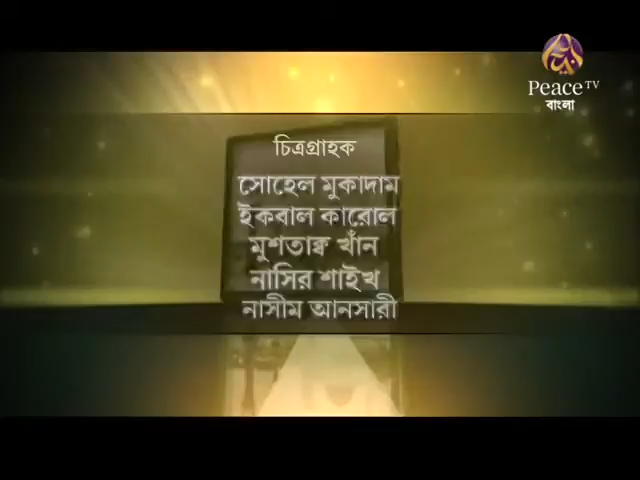 Peace TV
বাংলা
চিত্রগ্রাহক
সোহেল মুকাদাম
ইকবাল কারোল
মুশতাক্ব খাঁন
নাসির শাইখ
নাসীম আনসারী